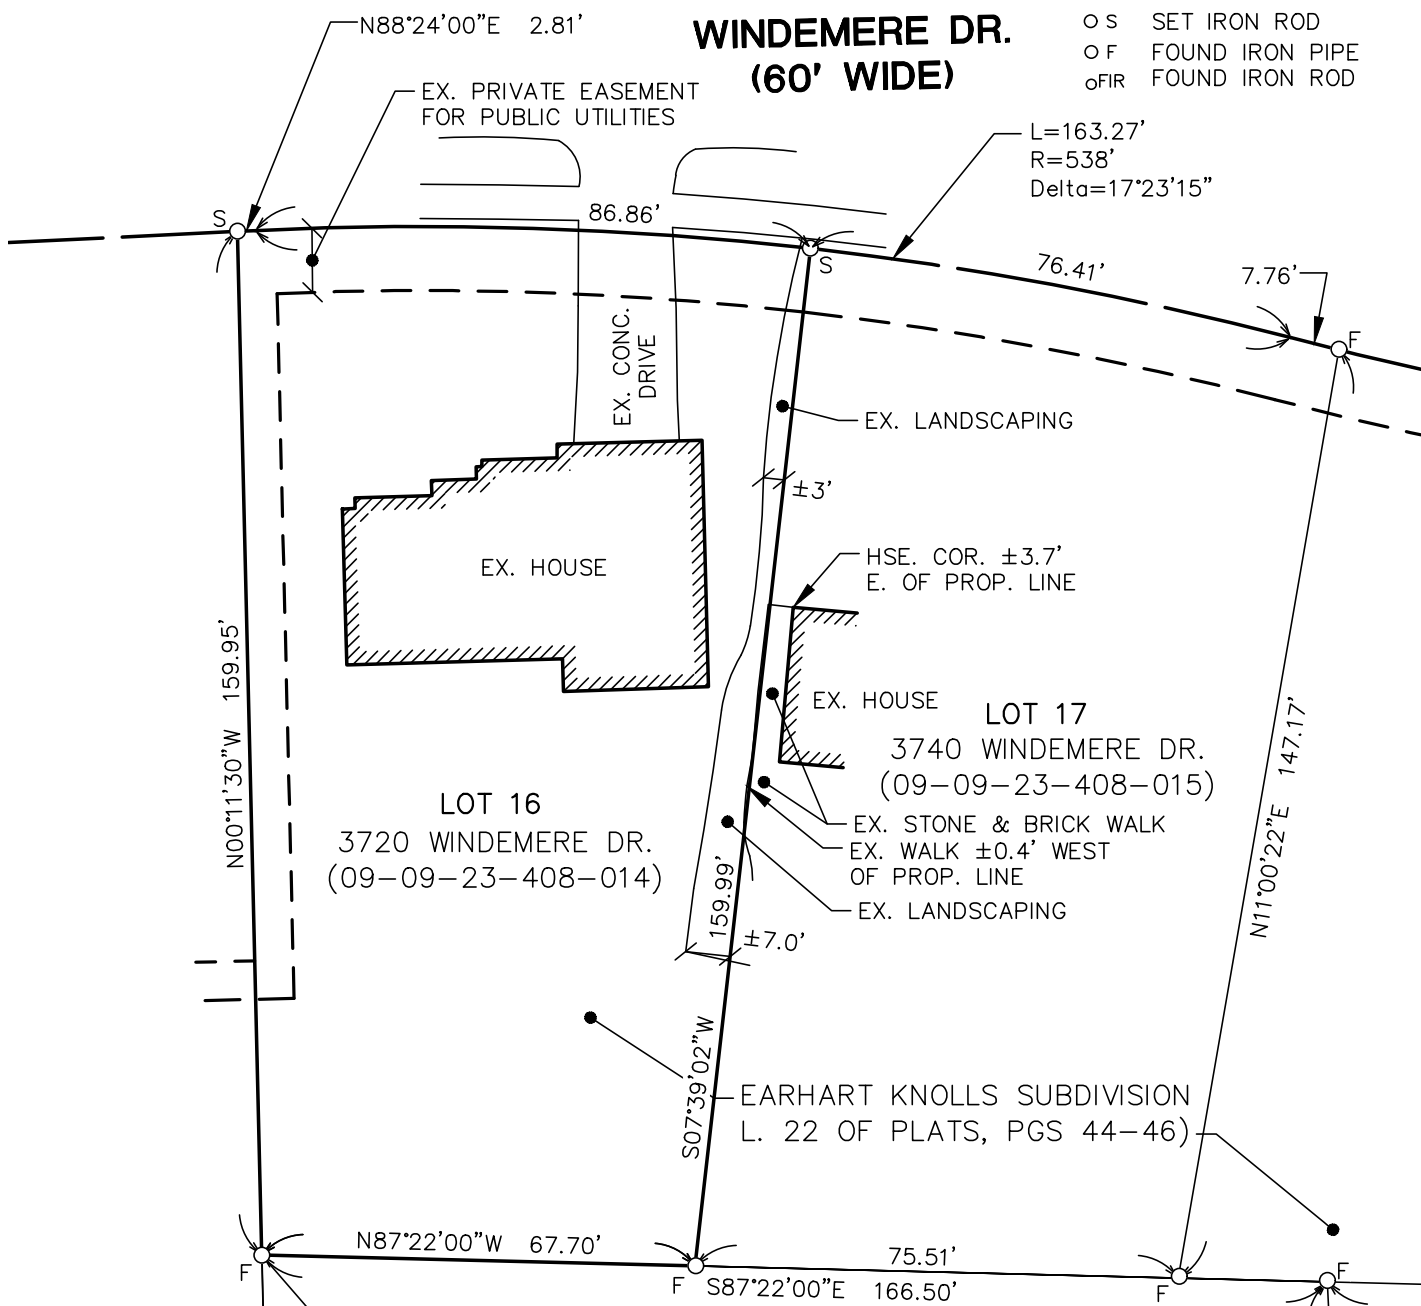 N88°24'00"E 2.81'
WINDEMERE DR.
(60' WIDE)
S SET IRON ROD
F FOUND IRON PIPE
FIR FOUND IRON ROD
EX. PRIVATE EASEMENT
FOR PUBLIC UTILITIES
L=163.27'
R=538'
Delta=17°23'15"
S
86.86'
S
76.41'
7.76'
F
EX. CONC.
DRIVE
EX. LANDSCAPING
±3'
HSE. COR. ±3.7'
E. OF PROP. LINE
EX. HOUSE
N00°11'30"W 159.95'
EX. HOUSE
LOT 17
3740 WINDEMERE DR.
(09-09-23-408-015)
N11°00'22"E 147.17'
LOT 16
3720 WINDEMERE DR.
(09-09-23-408-014)
EX. STONE & BRICK WALK
EX. WALK ±0.4' WEST
OF PROP. LINE
EX. LANDSCAPING
±7.0'
S07°39'02"W 159.99'
EARHART KNOLLS SUBDIVISION
L. 22 OF PLATS, PGS 44-46)
N87°22'00"W 67.70'
75.51'
F
F
S87°22'00"E 166.50'
F
F